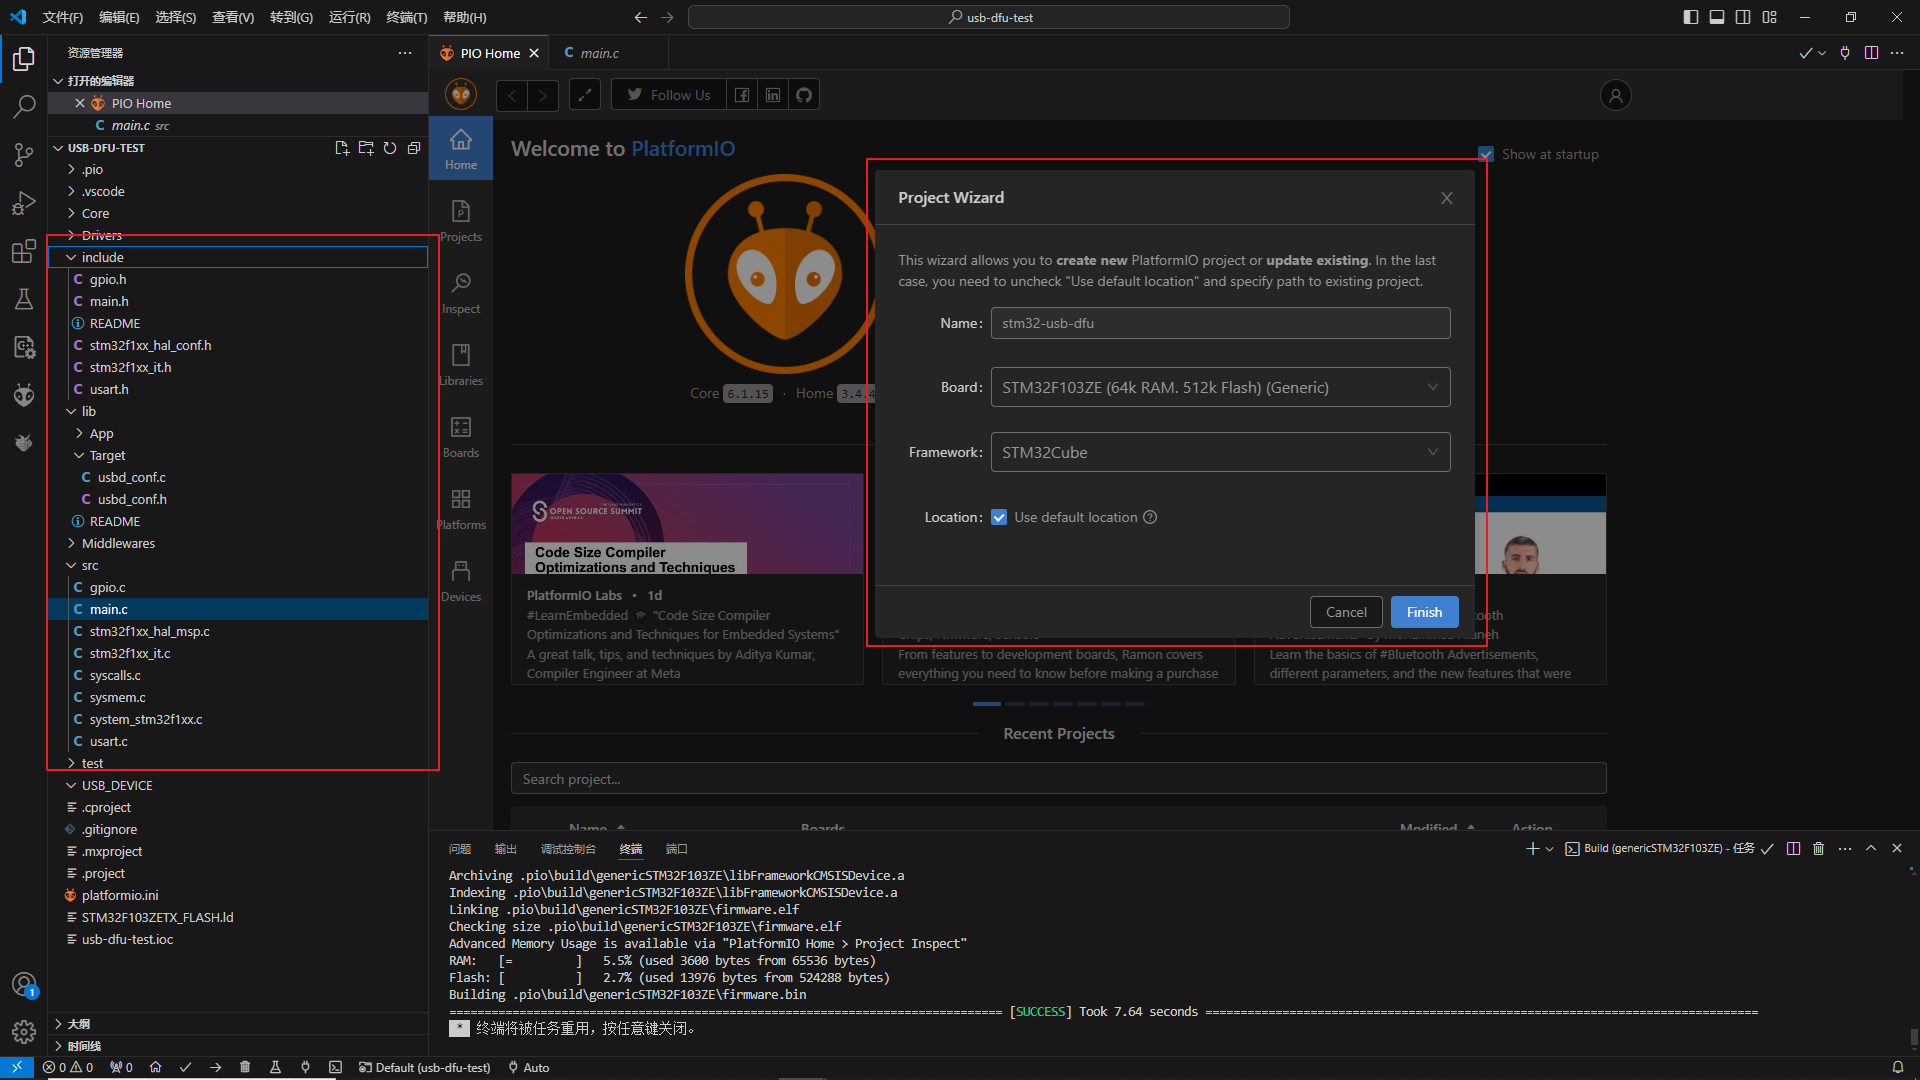 文件(F) 编辑(E) 选择(S) 查看(V) 转到(G) 运行(R) 终端(T) 帮助(H)
usb-dfu-test
资源管理器
打开的编辑器
PIO Home
main.c src
USB-DFU-TEST
.pio
.vscode
Core
Drivers
include
gpio.h
main.h
README
stm32f1xx_hal_conf.h
stm32f1xx_it.h
usart.h
lib
App
Target
usbd_conf.c
usbd_conf.h
README
Middlewares
src
gpio.c
main.c
stm32f1xx_hal_msp.c
stm32f1xx_it.c
syscalls.c
sysmem.c
system_stm32f1xx.c
usart.c
test
USB_DEVICE
.cproject
.gitignore
.mxproject
.project
platformio.ini
STM32F103ZETX_FLASH.ld
usb-dfu-test.ioc
大纲
时间线
PIO Home
main.c
Follow Us
Home
Projects
Inspect
Libraries
Boards
Platforms
Devices
Welcome to PlatformIO
Show at startup
Core 6.1.15 · Home 3.4.4
Project Wizard
This wizard allows you to create new PlatformIO project or update existing. In the last
case, you need to uncheck "Use default location" and specify path to existing project.
Name: stm32-usb-dfu
Board: STM32F103ZE (64k RAM. 512k Flash) (Generic)
Framework: STM32Cube
Location: Use default location
Cancel Finish
OPEN SOURCE SUMMIT
Code Size Compiler
Optimizations and Techniques
PlatformIO Labs • 1d
#LearnEmbedded "Code Size Compiler
Optimizations and Techniques for Embedded Systems"
A great talk, tips, and techniques by Aditya Kumar,
Compiler Engineer at Meta
From features to development boards, Ramon covers
everything you need to know before making a purchase
Learn the basics of #Bluetooth Advertisements,
different parameters, and the new features that were
Recent Projects
Search project...
Name Boards Modified Action
问题 输出 调试控制台 终端 端口
Build (genericSTM32F103ZE) - 任务
Archiving .pio\build\genericSTM32F103ZE\libFrameworkCMSISDevice.a
Indexing .pio\build\genericSTM32F103ZE\libFrameworkCMSISDevice.a
Linking .pio\build\genericSTM32F103ZE\firmware.elf
Checking size .pio\build\genericSTM32F103ZE\firmware.elf
Advanced Memory Usage is available via "PlatformIO Home > Project Inspect"
RAM: [= ] 5.5% (used 3600 bytes from 65536 bytes)
Flash: [ ] 2.7% (used 13976 bytes from 524288 bytes)
Building .pio\build\genericSTM32F103ZE\firmware.bin
[SUCCESS] Took 7.64 seconds
* 终端将被任务重用，按任意键关闭。
1
0 0 0 Default (usb-dfu-test) Auto